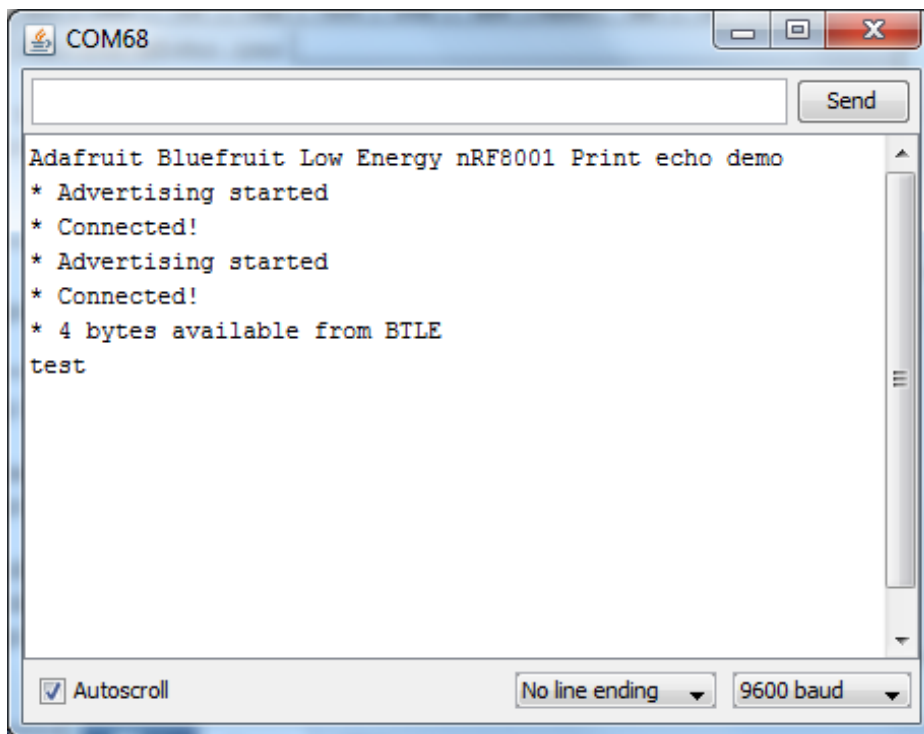 COM68
Send
Adafruit Bluefruit Low Energy nRF8001 Print echo demo
* Advertising started
* Connected!
* Advertising started
* Connected!
* 4 bytes available from BTLE
test
Autoscroll
No line ending
9600 baud